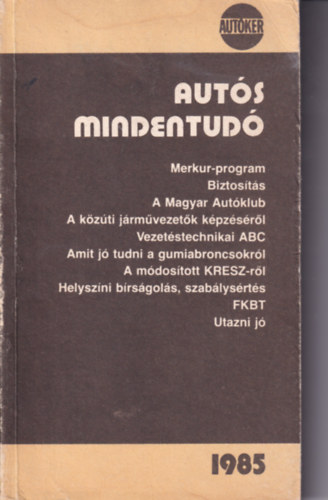 AUTÓKER
AUTÓS
MINDENTUDÓ
Merkur-program
Biztosítás
A Magyar Autóklub
A közúti járművezetők képzéséről
Vezetéstechnikai ABC
Amit jó tudni a gumiabroncsokról
A módosított KRESZ-ről
Helyszíni bírságolás, szabálysértés
FKBT
Utazni jó
1985